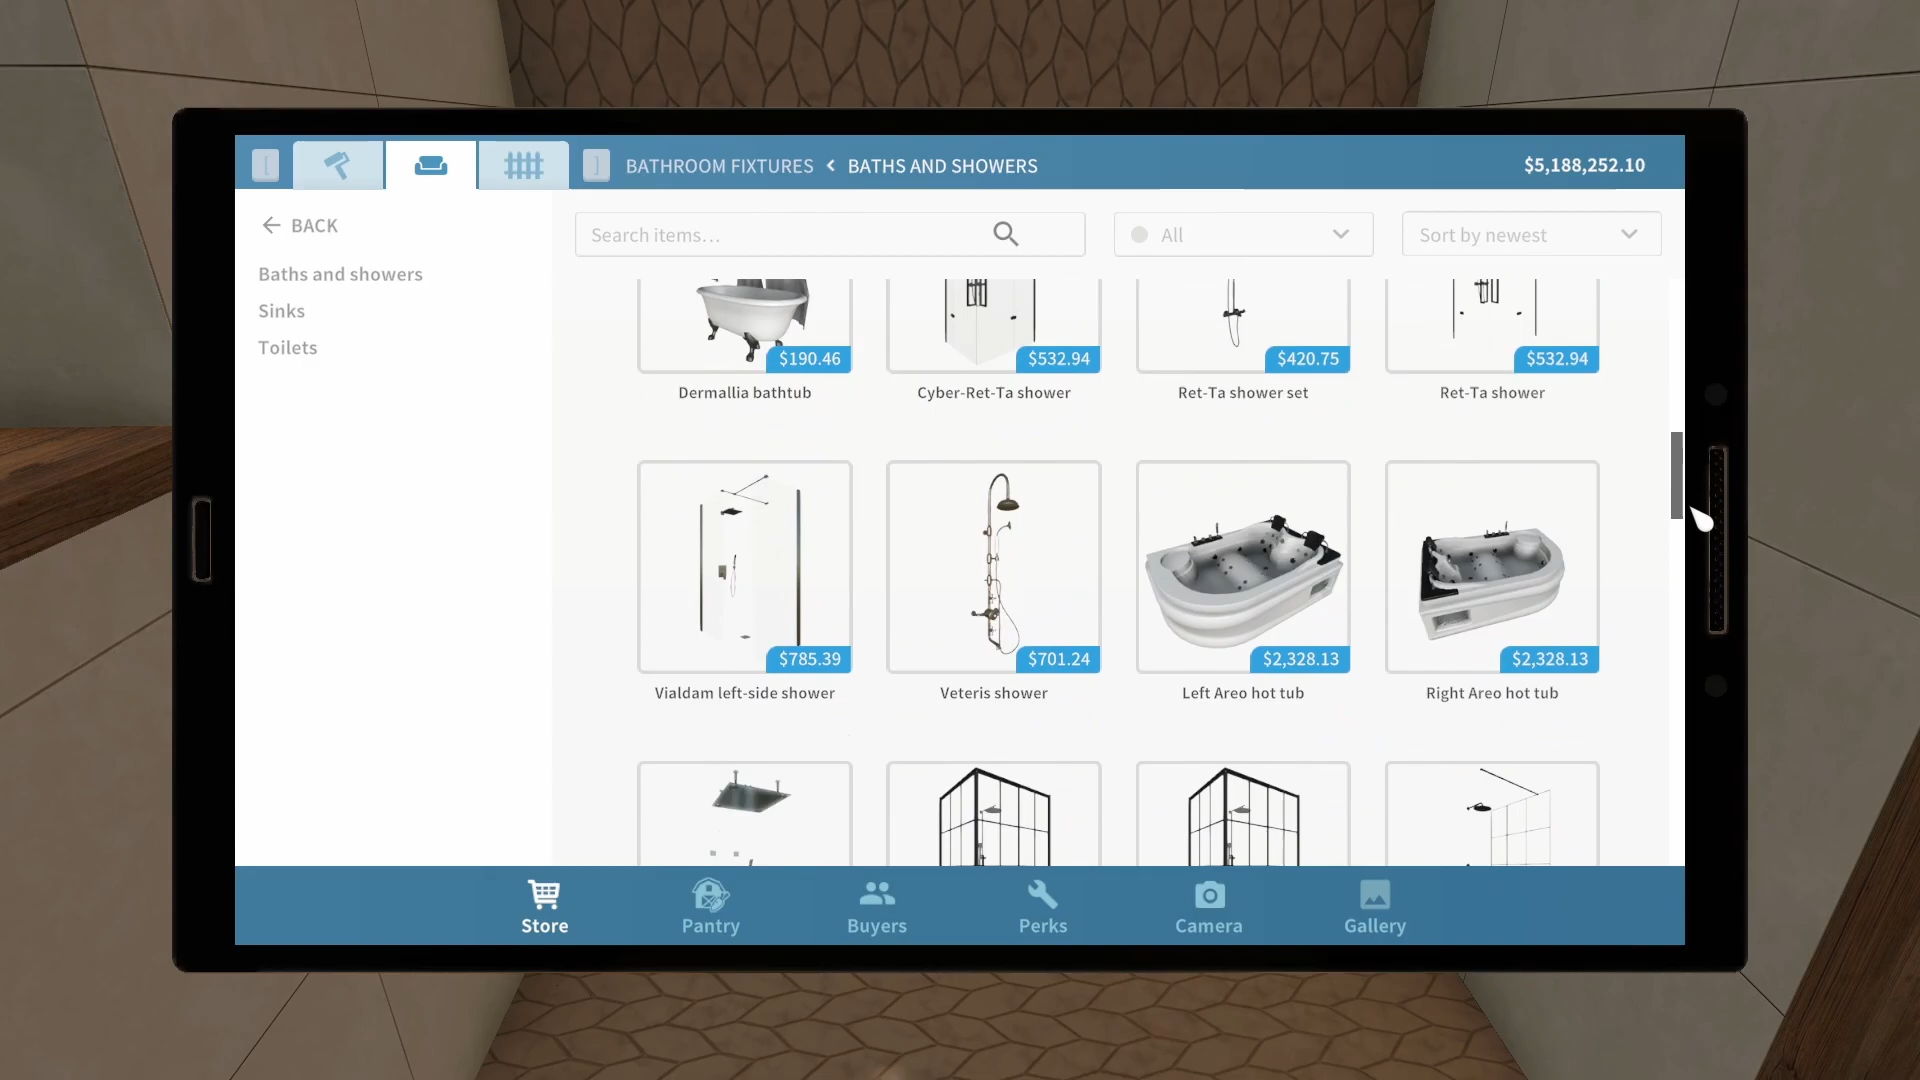 BATHROOM FIXTURES < BATHS AND SHOWERS
$5,188,252.10
BACK
Search items...
All
Sort by newest
Baths and showers
Sinks
Toilets
$190.46
$532.94
$420.75
$532.94
Dermallia bathtub
Cyber-Ret-Ta shower
Ret-Ta shower set
Ret-Ta shower
$785.39
$701.24
$2,328.13
$2,328.13
Vialdam left-side shower
Veteris shower
Left Areo hot tub
Right Areo hot tub
Store
Pantry
Buyers
Perks
Camera
Gallery